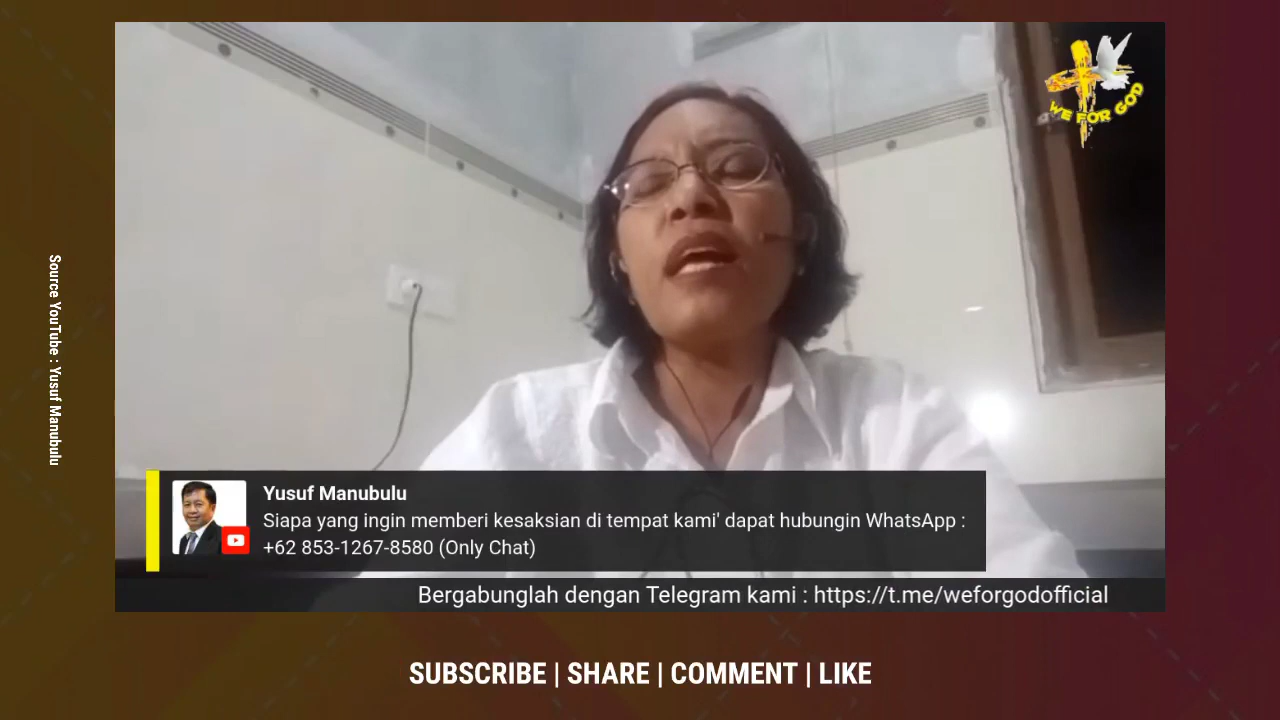 WE FOR GOD
Source YouTube : Yusuf Manubulu
Yusuf Manubulu
Siapa yang ingin memberi kesaksian di tempat kami' dapat hubungin WhatsApp :
+62 853-1267-8580 (Only Chat)
Bergabunglah dengan Telegram kami : https://t.me/weforgodofficial
SUBSCRIBE | SHARE | COMMENT | LIKE